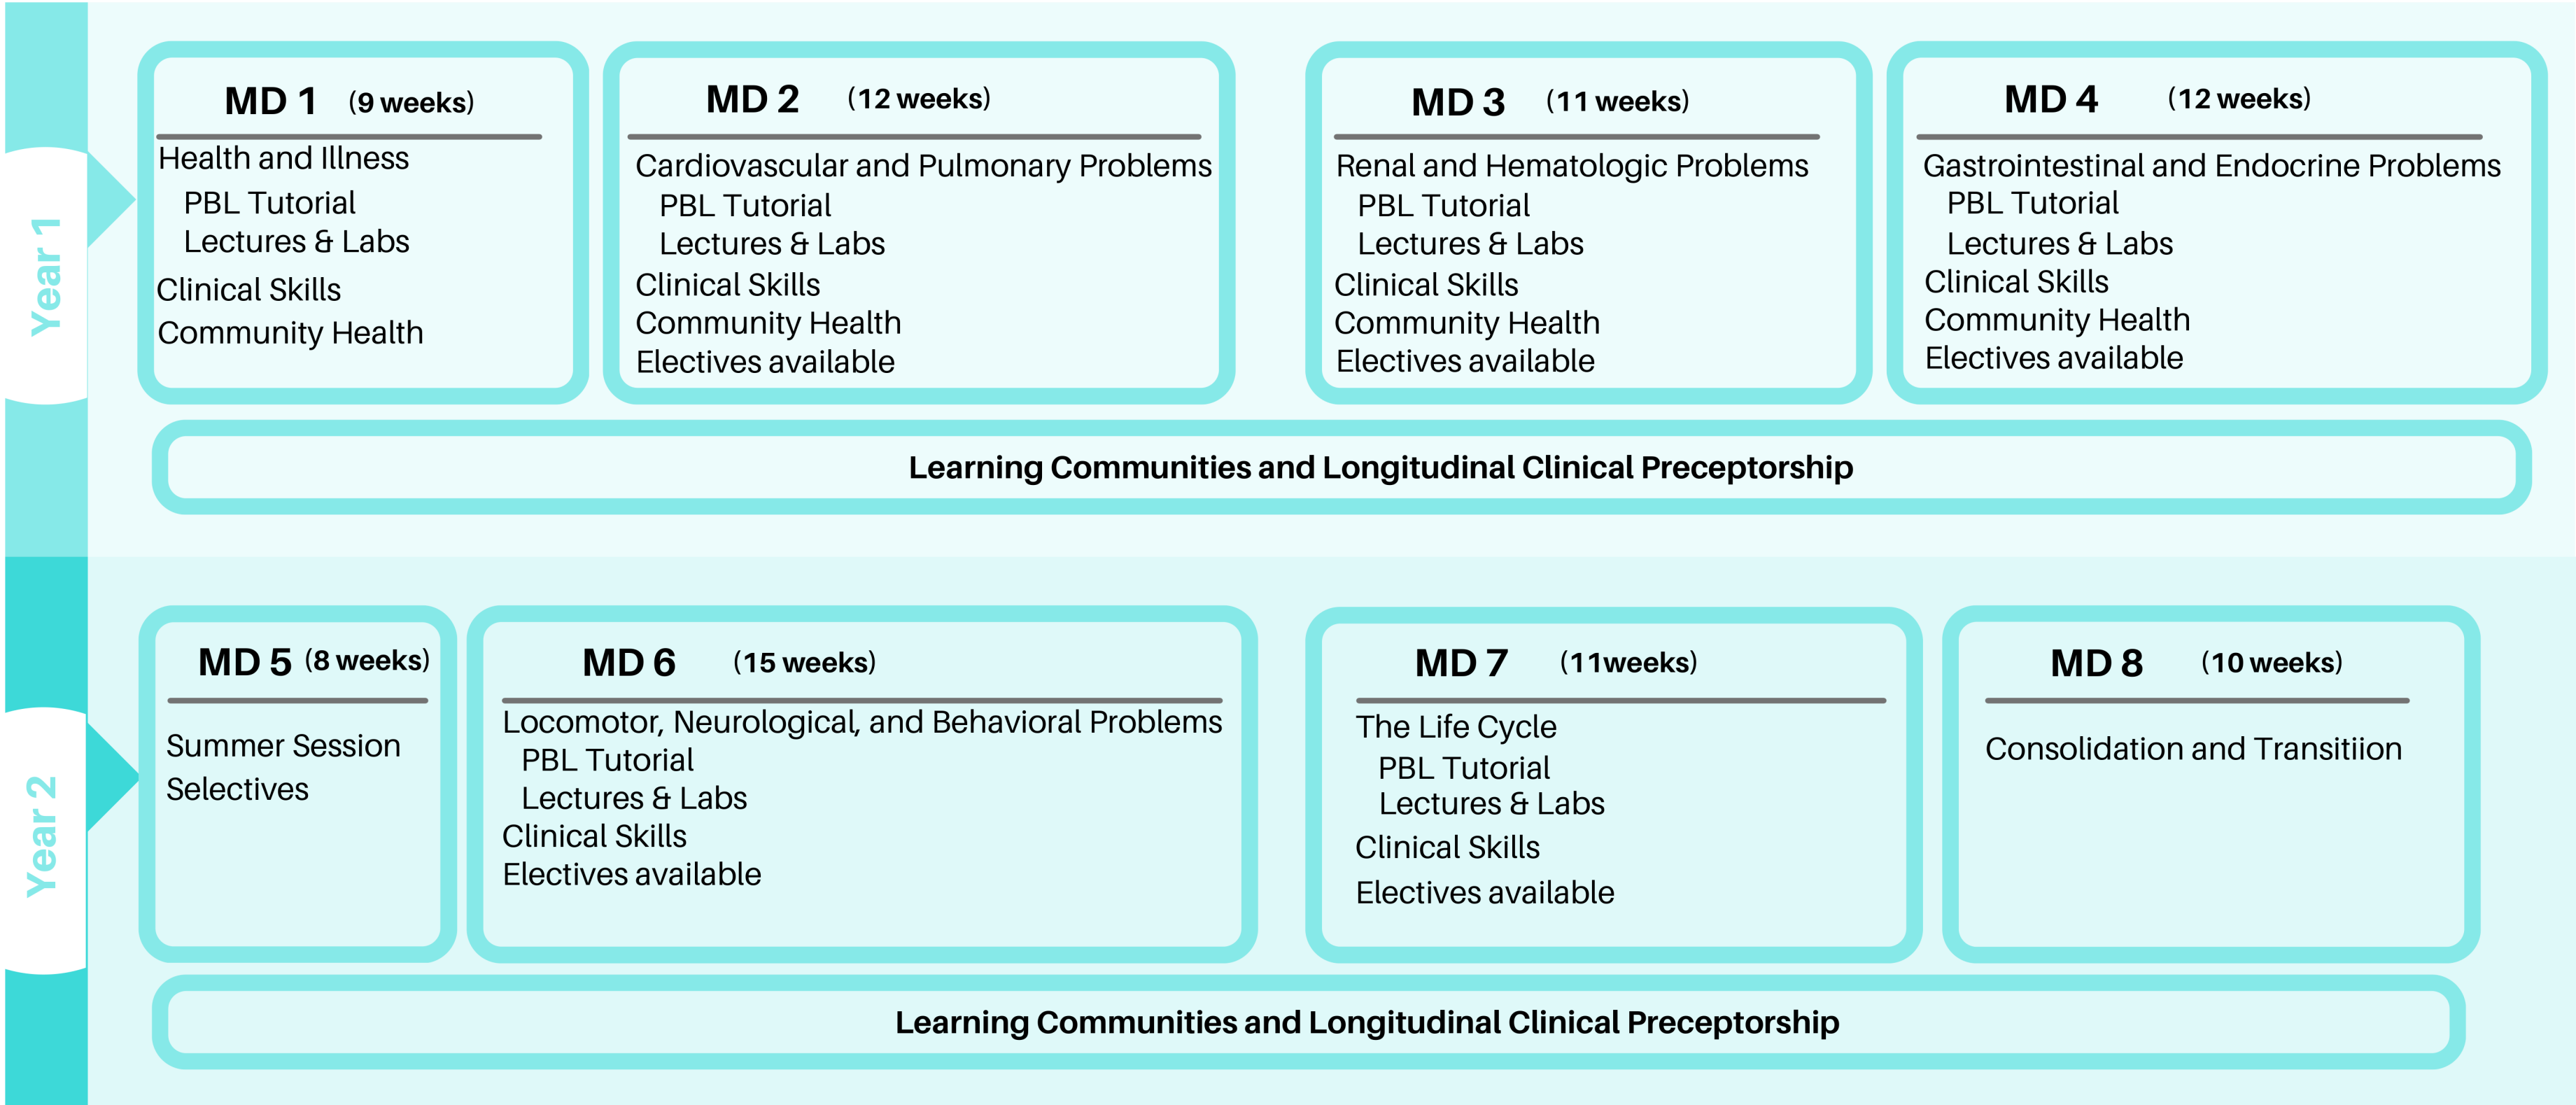 Year 1
MD 1 (9 weeks)
Health and Illness
PBL Tutorial
Lectures & Labs
Clinical Skills
Community Health
MD 2 (12 weeks)
Cardiovascular and Pulmonary Problems
PBL Tutorial
Lectures & Labs
Clinical Skills
Community Health
Electives available
MD 3 (11 weeks)
Renal and Hematologic Problems
PBL Tutorial
Lectures & Labs
Clinical Skills
Community Health
Electives available
MD 4 (12 weeks)
Gastrointestinal and Endocrine Problems
PBL Tutorial
Lectures & Labs
Clinical Skills
Community Health
Electives available
Learning Communities and Longitudinal Clinical Preceptorship
Year 2
MD 5 (8 weeks)
Summer Session
Selectives
MD 6 (15 weeks)
Locomotor, Neurological, and Behavioral Problems
PBL Tutorial
Lectures & Labs
Clinical Skills
Electives available
MD 7 (11weeks)
The Life Cycle
PBL Tutorial
Lectures & Labs
Clinical Skills
Electives available
MD 8 (10 weeks)
Consolidation and Transitiion
Learning Communities and Longitudinal Clinical Preceptorship